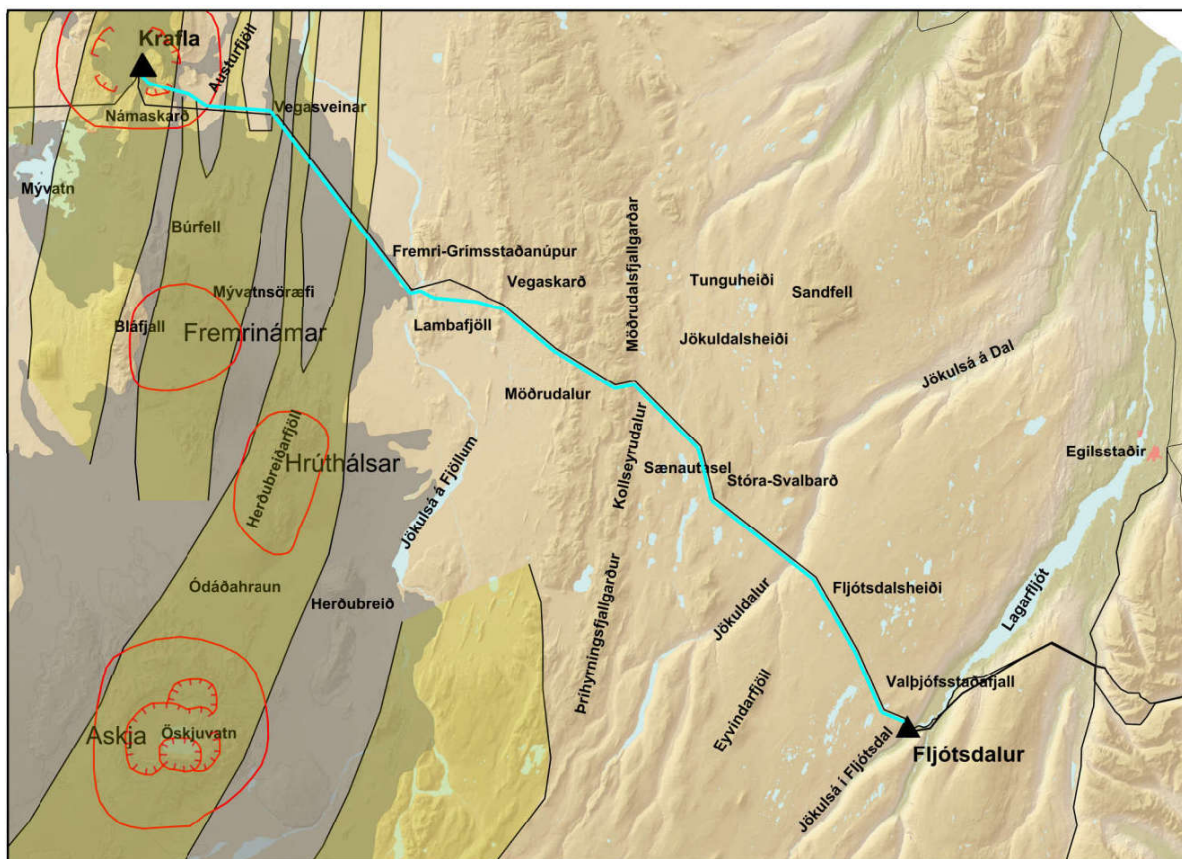 Krafla
Austurfjöll
Námaskarð
Vegasveinar
Mývatn
Búrfell
Fremri-Grímsstaðanúpur
Möðrudalsfjallgarðar
Vegaskarð
Tunguheiði
Sandfell
Mývatnsöræfi
Bláfjall
Fremrinámar
Lambafjöll
Jökuldalsheiði
Jökulsá á Dal
Möðrudalur
Kollseyrudalur
Herðubreiðarfjöll
Hrúthálsar
Jökulsá á Fjöllum
Sænautasel
Stóra-Svalbarð
Egilsstaðir
Ódáðahraun
Herðubreið
Þríhyrningsfjallgarður
Jökuldalur
Fljótsdalsheiði
Lagarfljót
Valþjófsstaðafjall
Eyvindarfjöll
Askja
Öskjuvatn
Jökulsá í Fljótsdal
Fljótsdalur